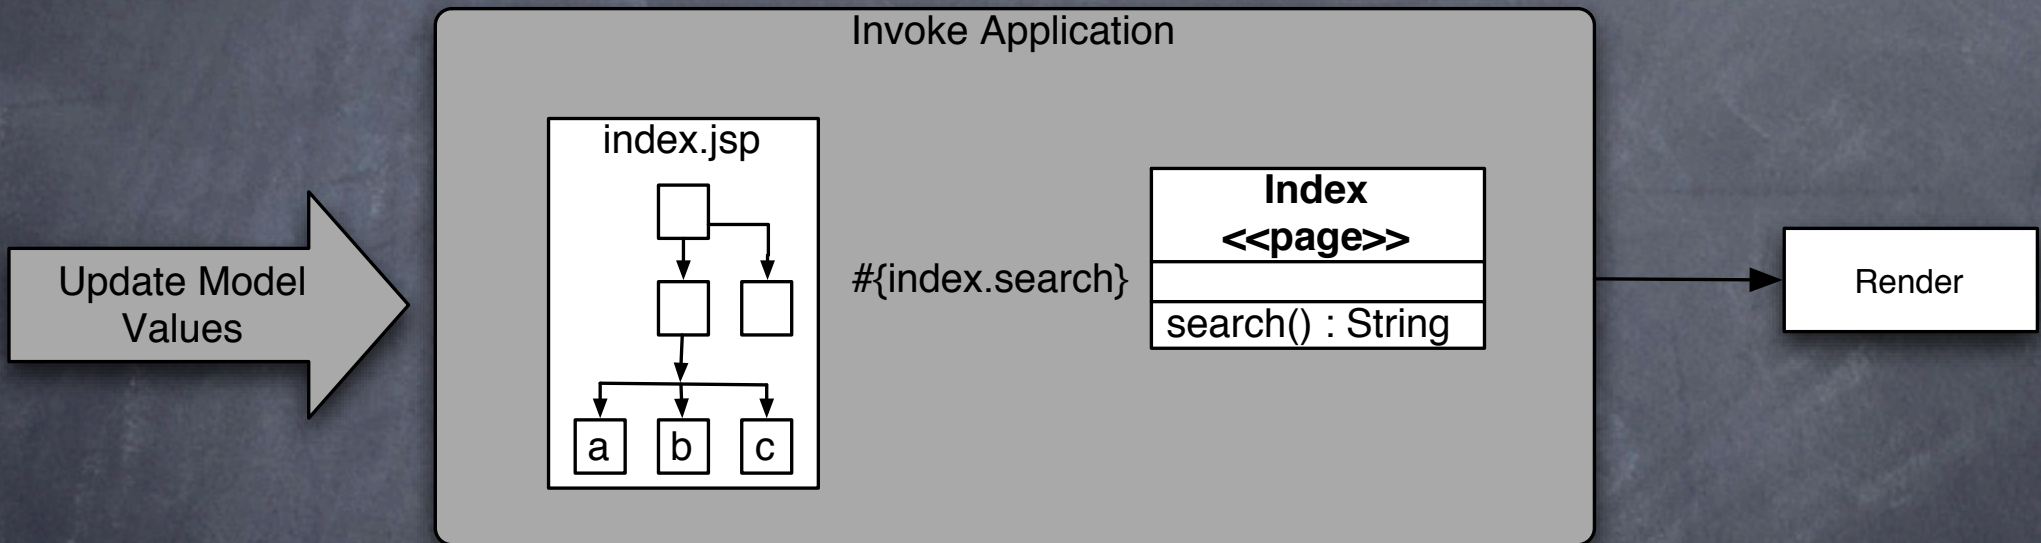 Invoke Application
Update Model
Values
index.jsp
a
b
c
#{index.search}
Index
<<page>>
search() : String
Render